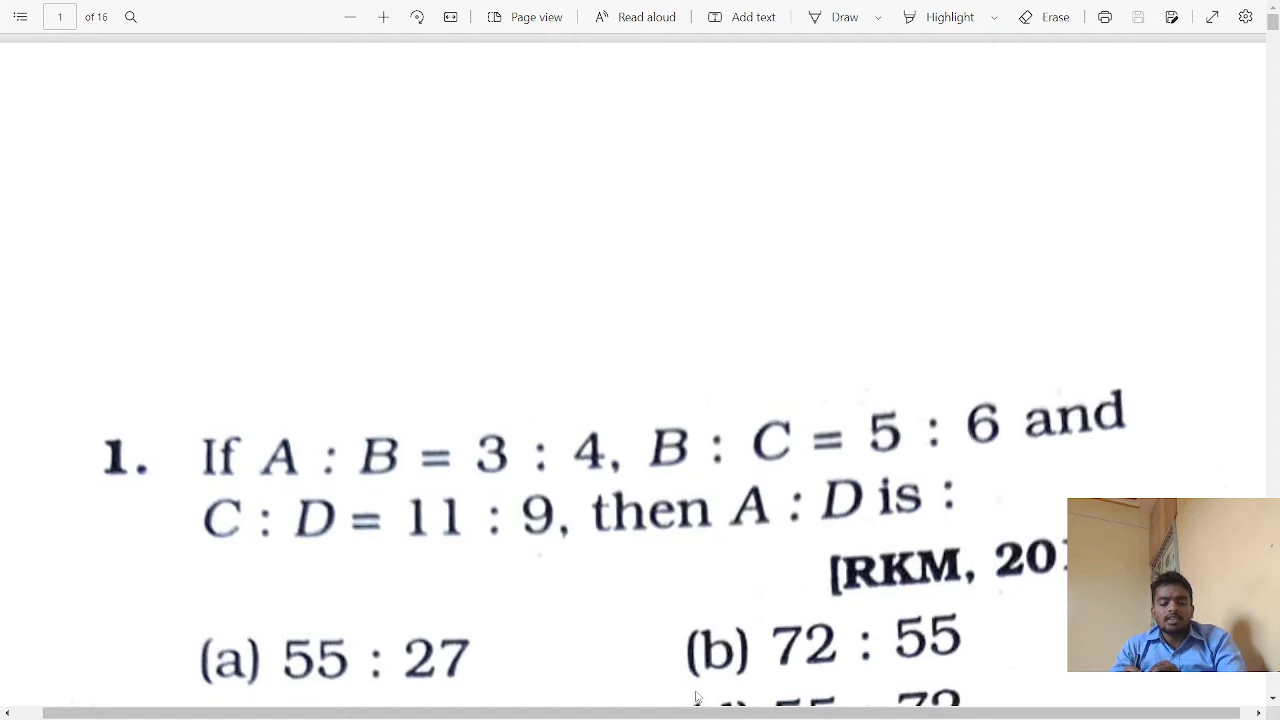 1 of 16 Page view Read aloud Add text Draw Highlight Erase
1. If A : B = 3 : 4, B : C = 5 : 6 and
C : D = 11 : 9, then A : D is :
[RKM, 20
(a) 55 : 27 (b) 72 : 55